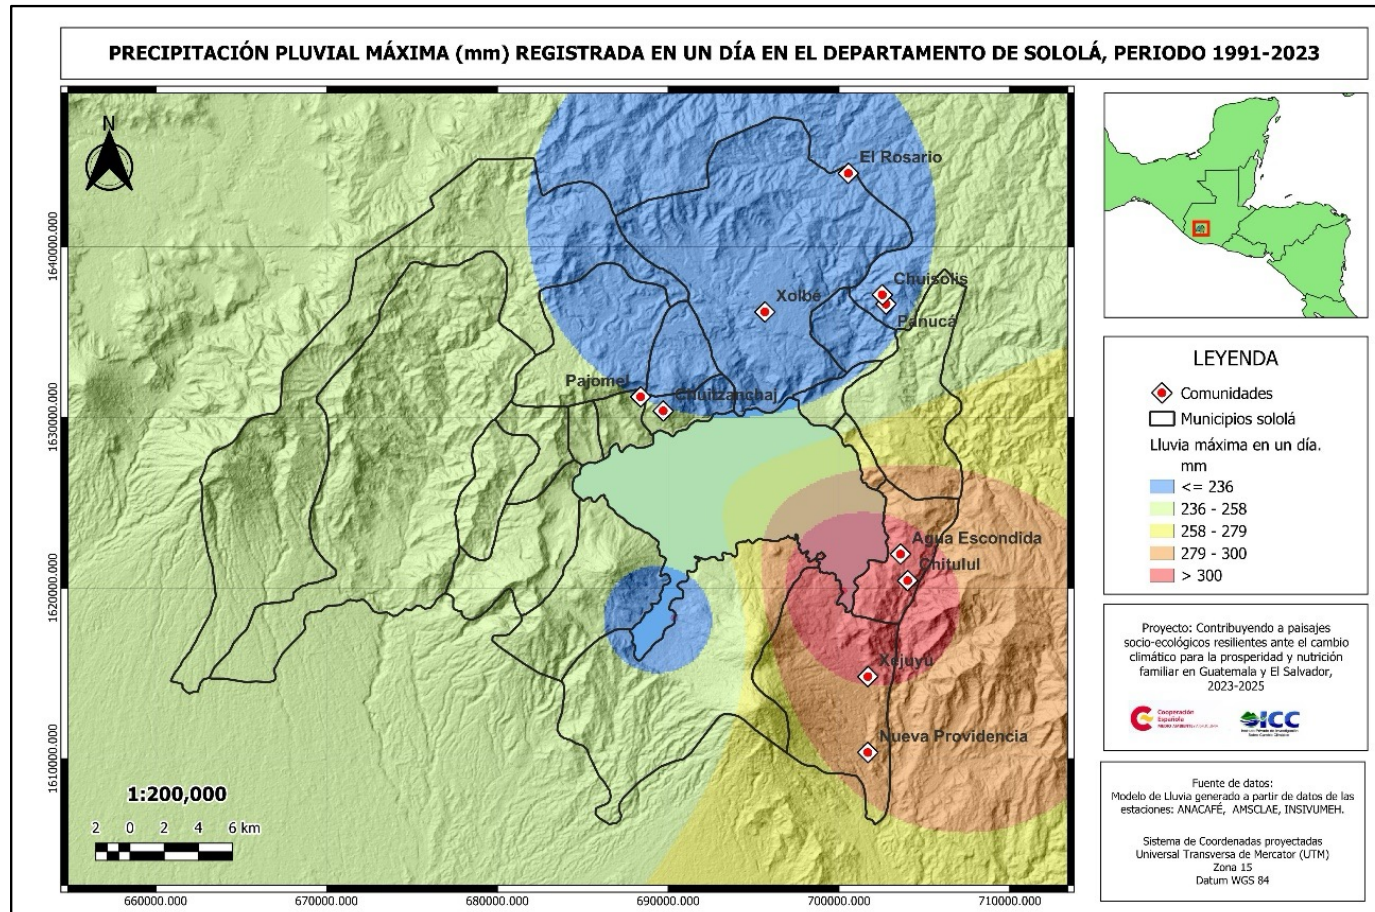 PRECIPITACIÓN PLUVIAL MÁXIMA (mm) REGISTRADA EN UN DÍA EN EL DEPARTAMENTO DE SOLOLÁ, PERIODO 1991-2023
N
El Rosario
Chuisolis
Xolbé
Panucá
Pajomel
Chuitzanchaj
Agua Escondida
Chitulul
Xejuyú
Nueva Providencia
1640000.000
1630000.000
1620000.000
1610000.000
1:200,000
2 0 2 4 6 km
660000.000 670000.000 680000.000 690000.000 700000.000 710000.000
LEYENDA
Comunidades
Municipios sololá
Lluvia máxima en un día.
mm
<= 236
236 - 258
258 - 279
279 - 300
> 300
Proyecto: Contribuyendo a paisajes
socio-ecológicos resilientes ante el cambio
climático para la prosperidad y nutrición
familiar en Guatemala y El Salvador,
2023-2025
Cooperación
Española
ICC
Fuente de datos:
Modelo de Lluvia generado a partir de datos de las
estaciones: ANACAFÉ, AMSCLAE, INSIVUMEH.
Sistema de Coordenadas proyectadas
Universal Transversa de Mercator (UTM)
Zona 15
Datum WGS 84